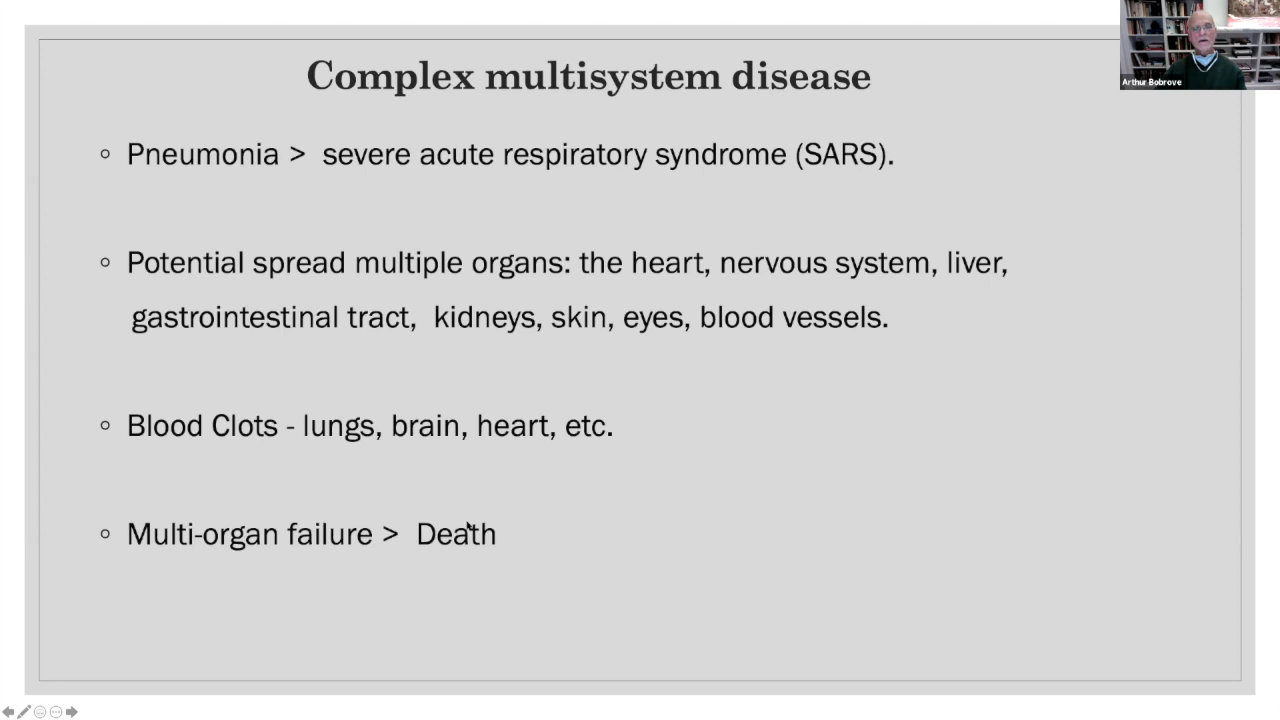 Complex multisystem disease
Arthur Bobrove
◦ Pneumonia > severe acute respiratory syndrome (SARS).
◦ Potential spread multiple organs: the heart, nervous system, liver,
gastrointestinal tract, kidneys, skin, eyes, blood vessels.
◦ Blood Clots - lungs, brain, heart, etc.
◦ Multi-organ failure > Death